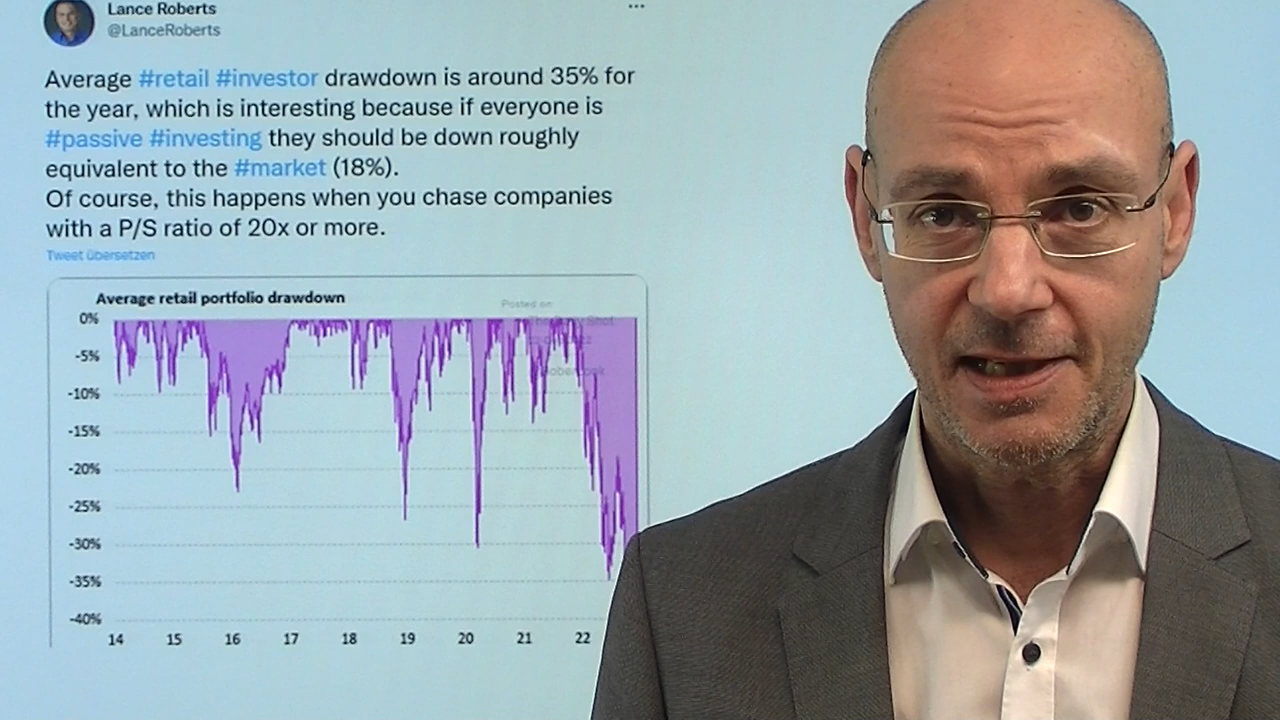 Lance Roberts
@LanceRoberts
Average #retail #investor drawdown is around 35% for
the year, which is interesting because if everyone is
#passive #investing they should be down roughly
equivalent to the #market (18%).
Of course, this happens when you chase companies
with a P/S ratio of 20x or more.
Tweet übersetzen
Average retail portfolio drawdown
Posted on
0%
-5%
-10%
-15%
-20%
-25%
-30%
-35%
-40%
14 15 16 17 18 19 20 21 22